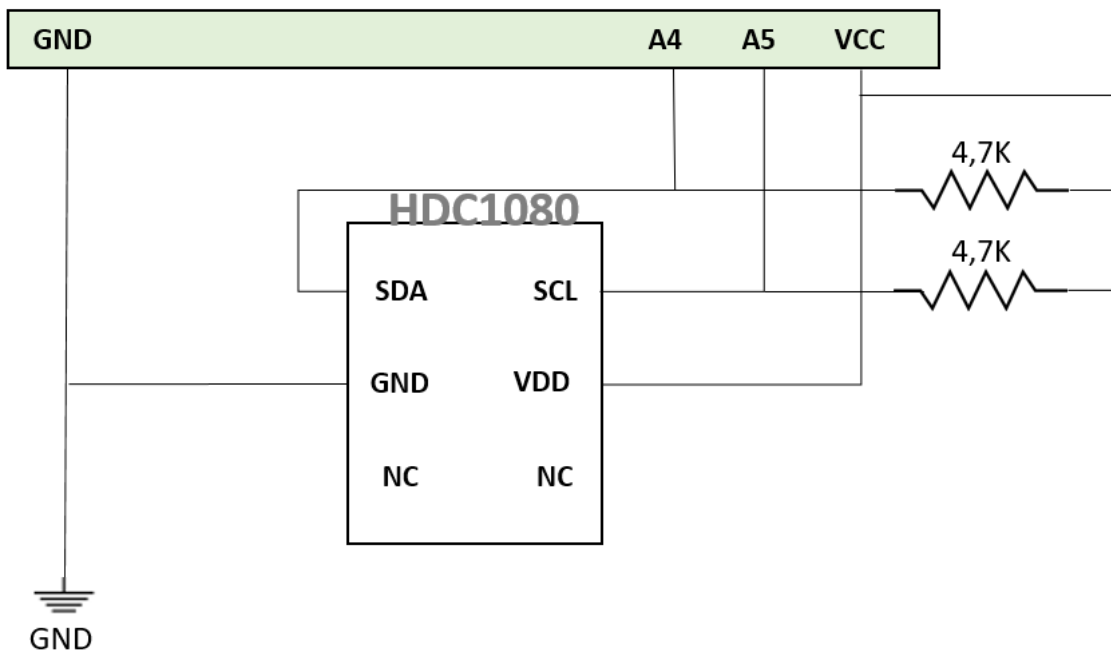 GND A4 A5 VCC
4,7K
HDC1080
4,7K
SDA SCL
GND VDD
NC NC
GND